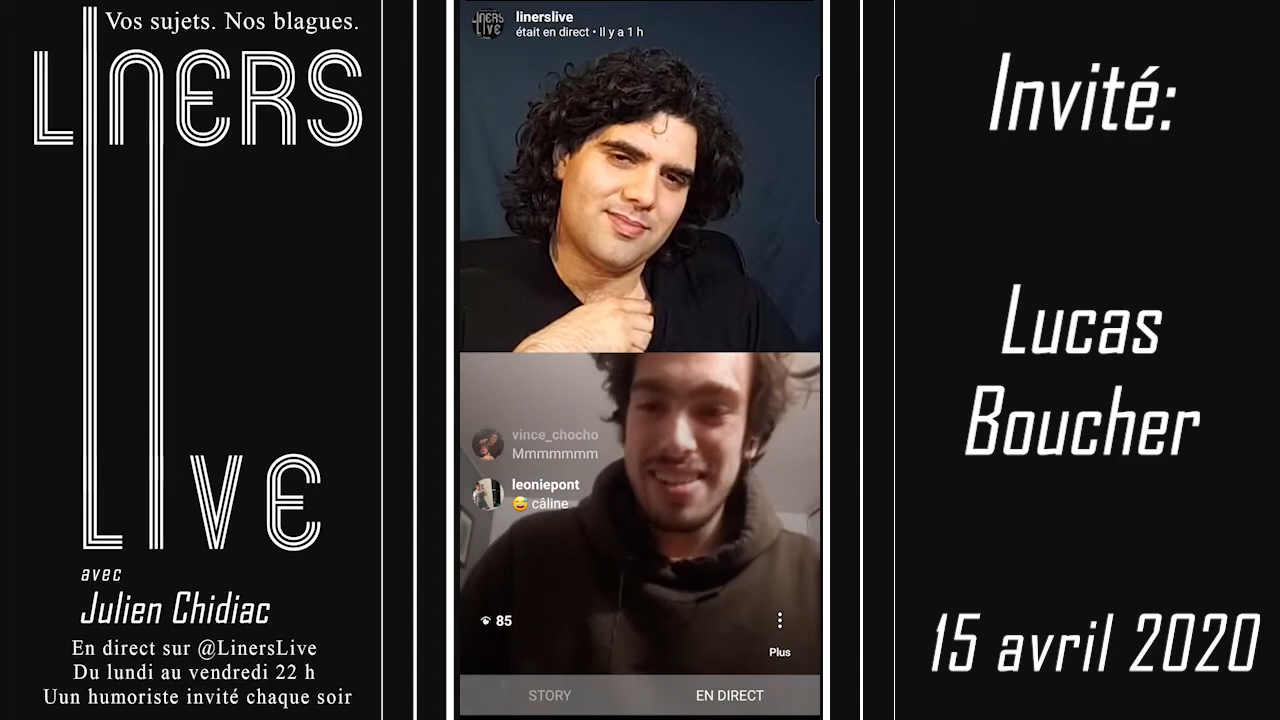 Vos sujets. Nos blagues.
LINERS
LIVE
avec
Julien Chidiac
En direct sur @LinersLive
Du lundi au vendredi 22 h
Uun humoriste invité chaque soir
LINERS
LIVE
linerslive
était en direct • Il y a 1 h
vince_chocho
Mmmmmmm
leoniepont
😅 câline
85
Plus
STORY
EN DIRECT
Invité:
Lucas
Boucher
15 avril 2020